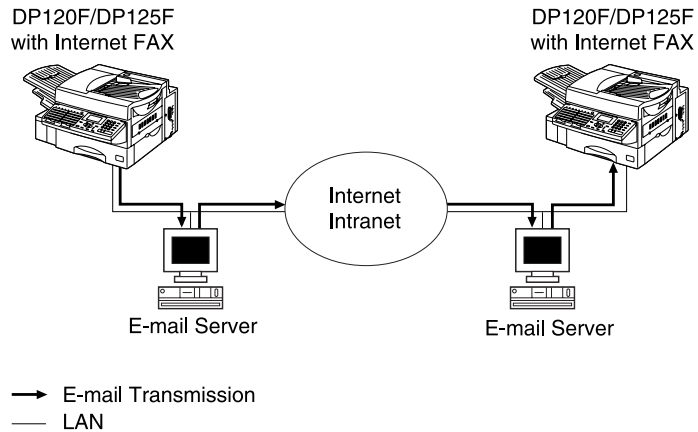 DP120F/DP125F
with Internet FAX
DP120F/DP125F
with Internet FAX
Internet
Intranet
E-mail Server
E-mail Server
E-mail Transmission
LAN